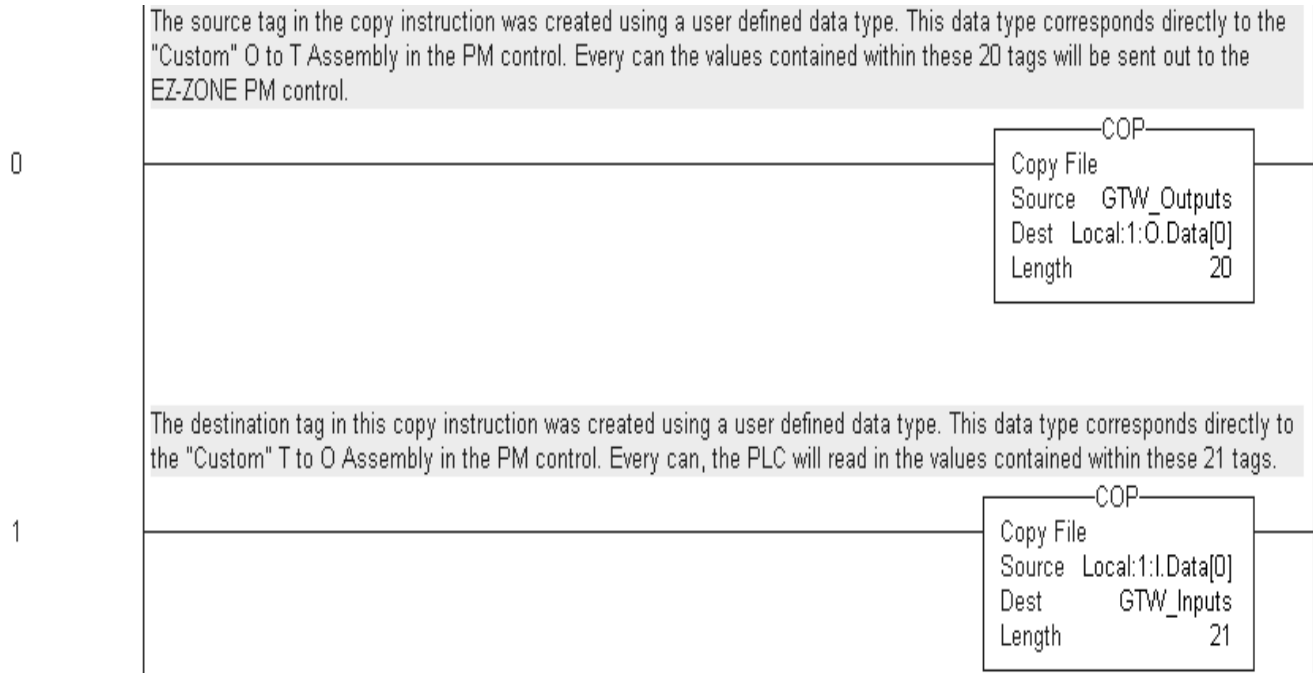 The source tag in the copy instruction was created using a user defined data type. This data type corresponds directly to the
"Custom" O to T Assembly in the PM control. Every can the values contained within these 20 tags will be sent out to the
EZ-ZONE PM control.
COP
0
Copy File
Source GTW_Outputs
Dest Local:1:O.Data[0]
Length 20
The destination tag in this copy instruction was created using a user defined data type. This data type corresponds directly to
the "Custom" T to O Assembly in the PM control. Every can, the PLC will read in the values contained within these 21 tags.
COP
1
Copy File
Source Local:1:I.Data[0]
Dest GTW_Inputs
Length 21